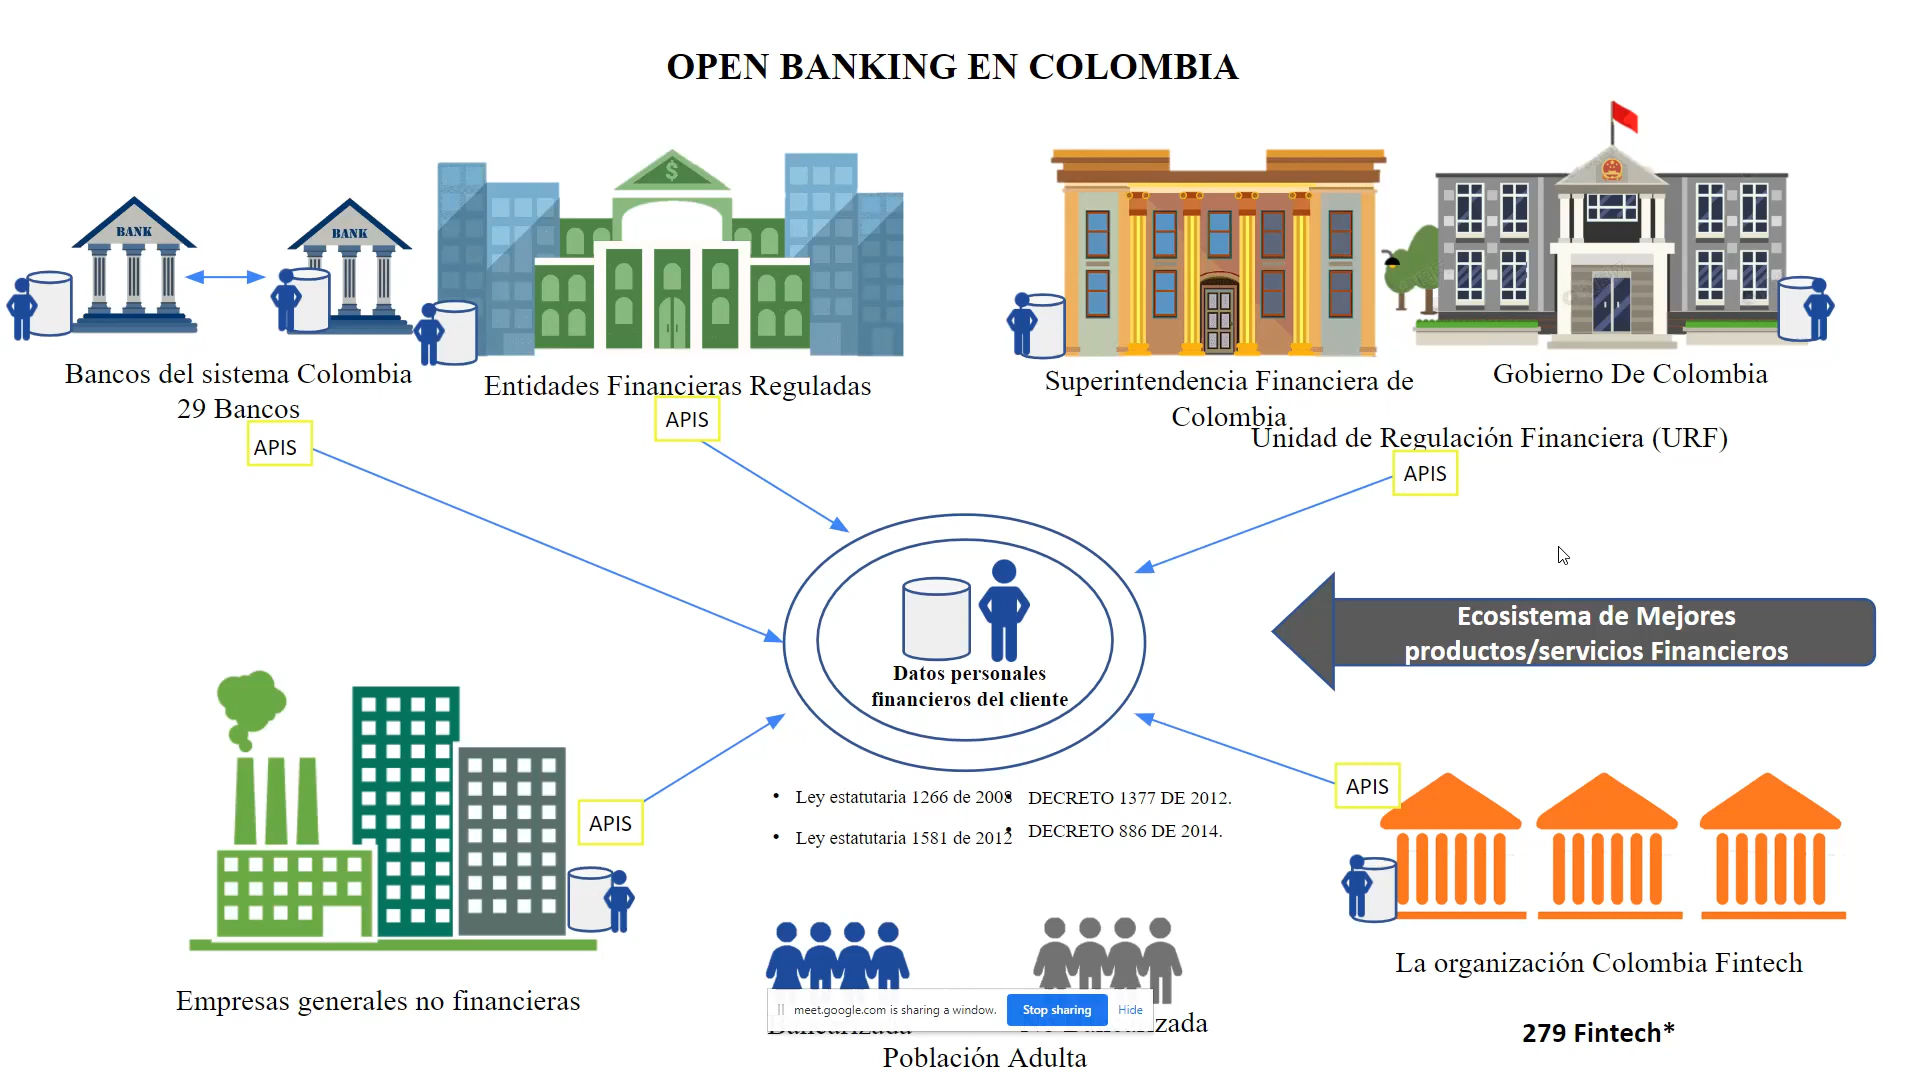 OPEN BANKING EN COLOMBIA
$
BANK
BANK
Bancos del sistema Colombia
29 Bancos
APIS
Entidades Financieras Reguladas
APIS
Superintendencia Financiera de
Colombia
Gobierno De Colombia
Unidad de Regulación Financiera (URF)
APIS
Datos personales
financieros del cliente
Ecosistema de Mejores
productos/servicios Financieros
APIS
• Ley estatutaria 1266 de 2008
• Ley estatutaria 1581 de 2012
• DECRETO 1377 DE 2012.
• DECRETO 886 DE 2014.
APIS
Empresas generales no financieras
La organización Colombia Fintech
279 Fintech*
meet.google.com is sharing a window.
Stop sharing
Hide
Población Adulta